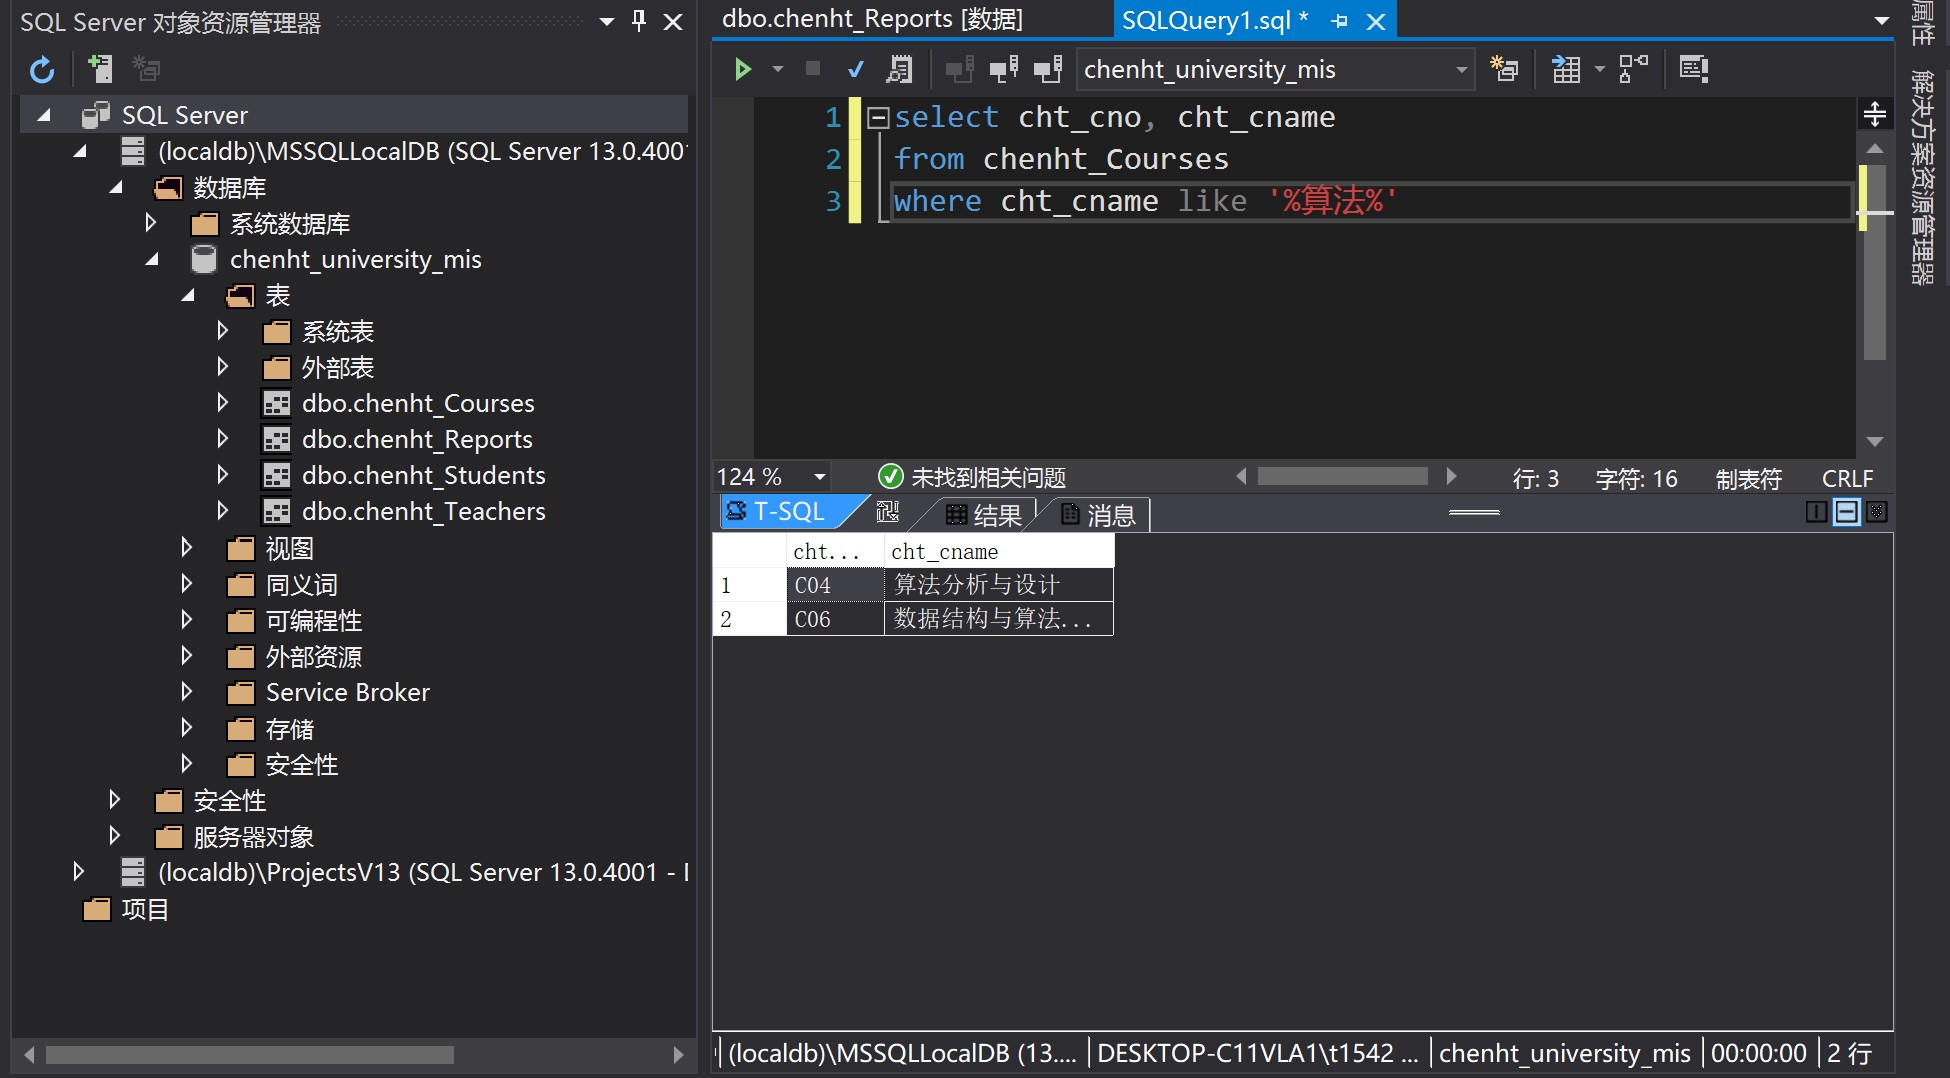 SQL Server 对象资源管理器
SQL Server
(localdb)\MSSQLLocalDB (SQL Server 13.0.400
数据库
系统数据库
chenht_university_mis
表
系统表
外部表
dbo.chenht_Courses
dbo.chenht_Reports
dbo.chenht_Students
dbo.chenht_Teachers
视图
同义词
可编程性
外部资源
Service Broker
存储
安全性
安全性
服务器对象
(localdb)\ProjectsV13 (SQL Server 13.0.4001 -
项目
dbo.chenht_Reports [数据]
SQLQuery1.sql *
chenht_university_mis
1 select cht_cno, cht_cname
2 from chenht_Courses
3 where cht_cname like '%算法%'
124 %
未找到相关问题
行: 3
字符: 16
制表符
CRLF
T-SQL
结果
消息
cht... cht_cname
1 C04 算法分析与设计
2 C06 数据结构与算法...
(localdb)\MSSQLLocalDB (13....
DESKTOP-C11VLA1\t1542 ...
chenht_university_mis
00:00:00
2 行
属性
解决方案资源管理器